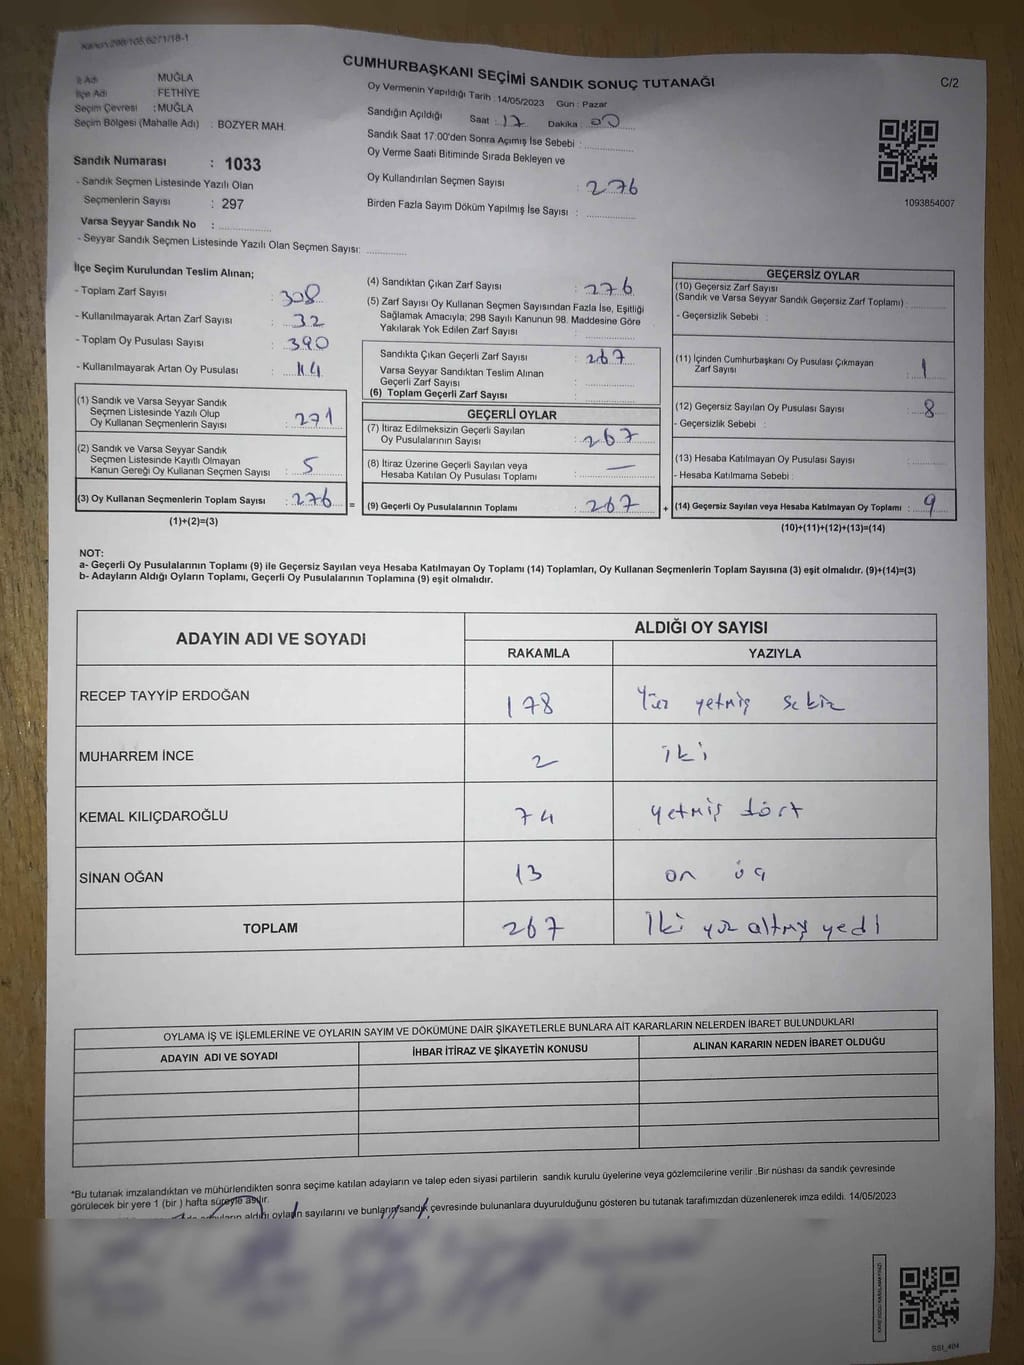 Kanun/298/105,6271/18-1
CUMHURBAŞKANI SEÇİMİ SANDIK SONUÇ TUTANAĞI
C/2
İl Adı MUĞLA
İlçe Adı FETHİYE
Seçim Çevresi : MUĞLA
Seçim Bölgesi (Mahalle Adı) : BOZYER MAH.
Oy Vermenin Yapıldığı Tarih : 14/05/2023 Gün : Pazar
Sandığın Açıldığı Saat : 17 Dakika : 00
Sandık Saat 17.00'den Sonra Açımış İse Sebebi :
Oy Verme Saati Bitiminde Sırada Bekleyen ve
Oy Kullandırılan Seçmen Sayısı : 276
Birden Fazla Sayım Döküm Yapılmış İse Sayısı :
1093854007
Sandık Numarası : 1033
- Sandık Seçmen Listesinde Yazılı Olan
Seçmenlerin Sayısı : 297
Varsa Seyyar Sandık No :
- Seyyar Sandık Seçmen Listesinde Yazılı Olan Seçmen Sayısı:
İlçe Seçim Kurulundan Teslim Alınan;
- Toplam Zarf Sayısı : 308
- Kullanılmayarak Artan Zarf Sayısı : 32
- Toplam Oy Pusulası Sayısı : 390
- Kullanılmayarak Artan Oy Pusulası : 114
(1) Sandık ve Varsa Seyyar Sandık
Seçmen Listesinde Yazılı Olup
Oy Kullanan Seçmenlerin Sayısı : 271
(2) Sandık ve Varsa Seyyar Sandık
Seçmen Listesinde Kayıtlı Olmayan
Kanun Gereği Oy Kullanan Seçmen Sayısı : 5
(3) Oy Kullanan Seçmenlerin Toplam Sayısı : 276 =
(1)+(2)=(3)
(4) Sandıktan Çıkan Zarf Sayısı : 276
(5) Zarf Sayısı Oy Kullanan Seçmen Sayısından Fazla İse, Eşitliği
Sağlamak Amacıyla; 298 Sayılı Kanunun 98. Maddesine Göre
Yakılarak Yok Edilen Zarf Sayısı :
Sandıkta Çıkan Geçerli Zarf Sayısı : 267
Varsa Seyyar Sandıktan Teslim Alınan
Geçerli Zarf Sayısı :
(6) Toplam Geçerli Zarf Sayısı :
GEÇERLİ OYLAR
(7) İtiraz Edilmeksizin Geçerli Sayılan
Oy Pusulalarının Sayısı : 267
(8) İtiraz Üzerine Geçerli Sayılan veya
Hesaba Katılan Oy Pusulası Toplamı : —
(9) Geçerli Oy Pusulalarının Toplamı : 267 +
GEÇERSİZ OYLAR
(10) Geçersiz Zarf Sayısı
(Sandık ve Varsa Seyyar Sandık Geçersiz Zarf Toplamı) :
- Geçersizlik Sebebi :
(11) İçinden Cumhurbaşkanı Oy Pusulası Çıkmayan
Zarf Sayısı : 1
(12) Geçersiz Sayılan Oy Pusulası Sayısı : 8
- Geçersizlik Sebebi :
(13) Hesaba Katılmayan Oy Pusulası Sayısı :
- Hesaba Katılmama Sebebi :
(14) Geçersiz Sayılan veya Hesaba Katılmayan Oy Toplamı : 9
(10)+(11)+(12)+(13)=(14)
NOT:
a- Geçerli Oy Pusulalarının Toplamı (9) ile Geçersiz Sayılan veya Hesaba Katılmayan Oy Toplamı (14) Toplamları, Oy Kullanan Seçmenlerin Toplam Sayısına (3) eşit olmalıdır. (9)+(14)=(3)
b- Adayların Aldığı Oyların Toplamı, Geçerli Oy Pusulalarının Toplamına (9) eşit olmalıdır.
ADAYIN ADI VE SOYADI ALDIĞI OY SAYISI
RAKAMLA YAZIYLA
RECEP TAYYİP ERDOĞAN 178 Yüz yetmiş sekiz
MUHARREM İNCE 2 iki
KEMAL KILIÇDAROĞLU 74 yetmiş dört
SİNAN OĞAN 13 on üç
TOPLAM 267 iki yüz altmış yedi
OYLAMA İŞ VE İŞLEMLERİNE VE OYLARIN SAYIM VE DÖKÜMÜNE DAİR ŞİKAYETLERLE BUNLARA AİT KARARLARIN NELERDEN İBARET BULUNDUKLARI
ADAYIN ADI VE SOYADI İHBAR İTİRAZ VE ŞİKAYETİN KONUSU ALINAN KARARIN NEDEN İBARET OLDUĞU
*Bu tutanak imzalandıktan ve mühürlendikten sonra seçime katılan adayların ve talep eden siyasi partilerin sandık kurulu üyelerine veya gözlemcilerine verilir .Bir nüshası da sandık çevresinde
görülecek bir yere 1 (bir ) hafta süreyle asılır.
aldığı oyların sayılarını ve bunların sandık çevresinde bulunanlara duyurulduğunu gösteren bu tutanak tarafımızdan düzenlenerek imza edildi. 14/05/2023